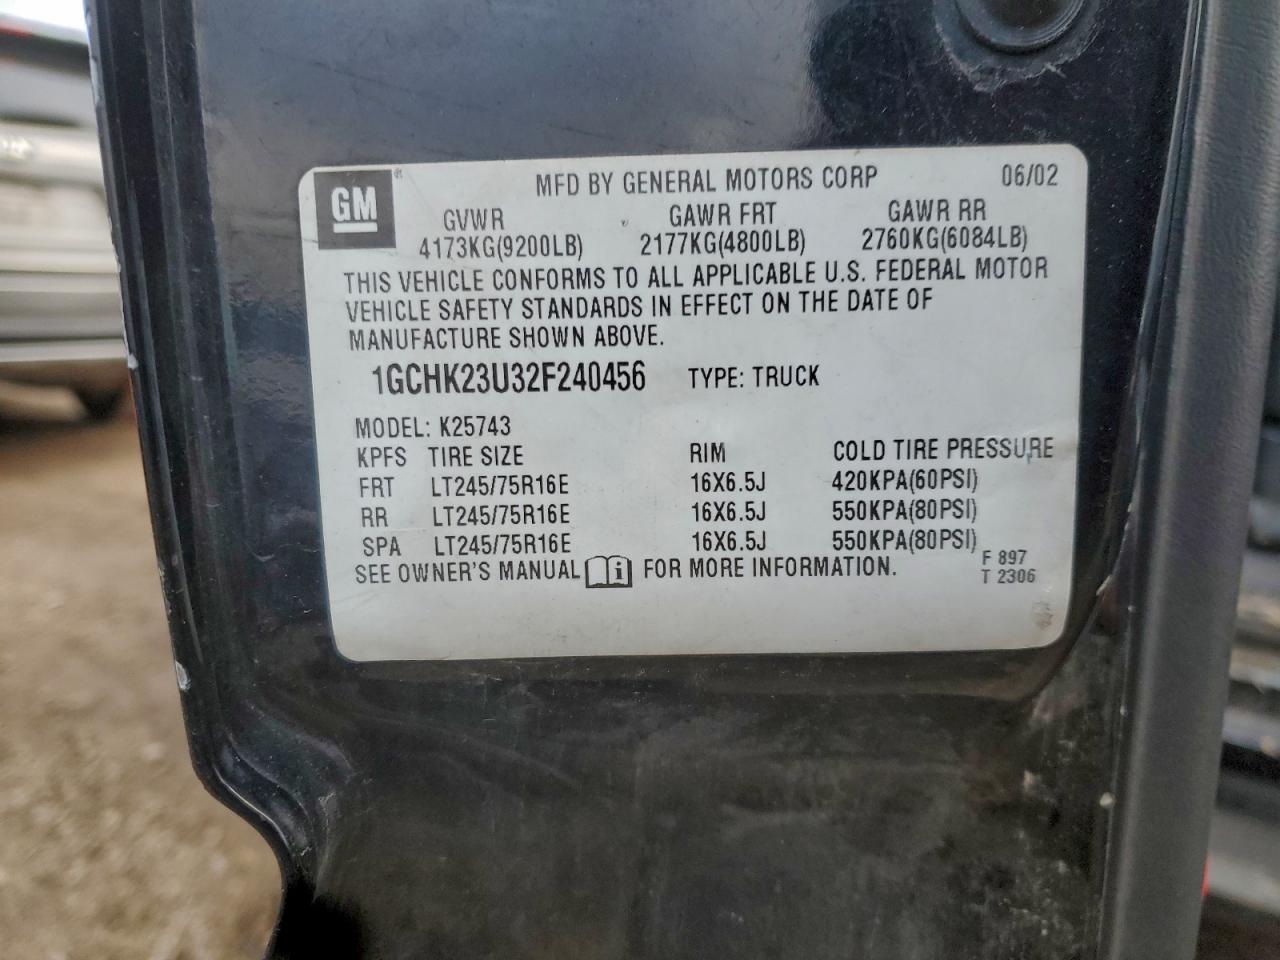 GM
MFD BY GENERAL MOTORS CORP 06/02
GVWR GAWR FRT GAWR RR
4173KG(9200LB) 2177KG(4800LB) 2760KG(6084LB)
THIS VEHICLE CONFORMS TO ALL APPLICABLE U.S. FEDERAL MOTOR
VEHICLE SAFETY STANDARDS IN EFFECT ON THE DATE OF
MANUFACTURE SHOWN ABOVE.
1GCHK23U32F240456 TYPE: TRUCK
MODEL: K25743
KPFS TIRE SIZE RIM COLD TIRE PRESSURE
FRT LT245/75R16E 16X6.5J 420KPA(60PSI)
RR LT245/75R16E 16X6.5J 550KPA(80PSI)
SPA LT245/75R16E 16X6.5J 550KPA(80PSI)
SEE OWNER'S MANUAL i FOR MORE INFORMATION.
F 897
T 2306